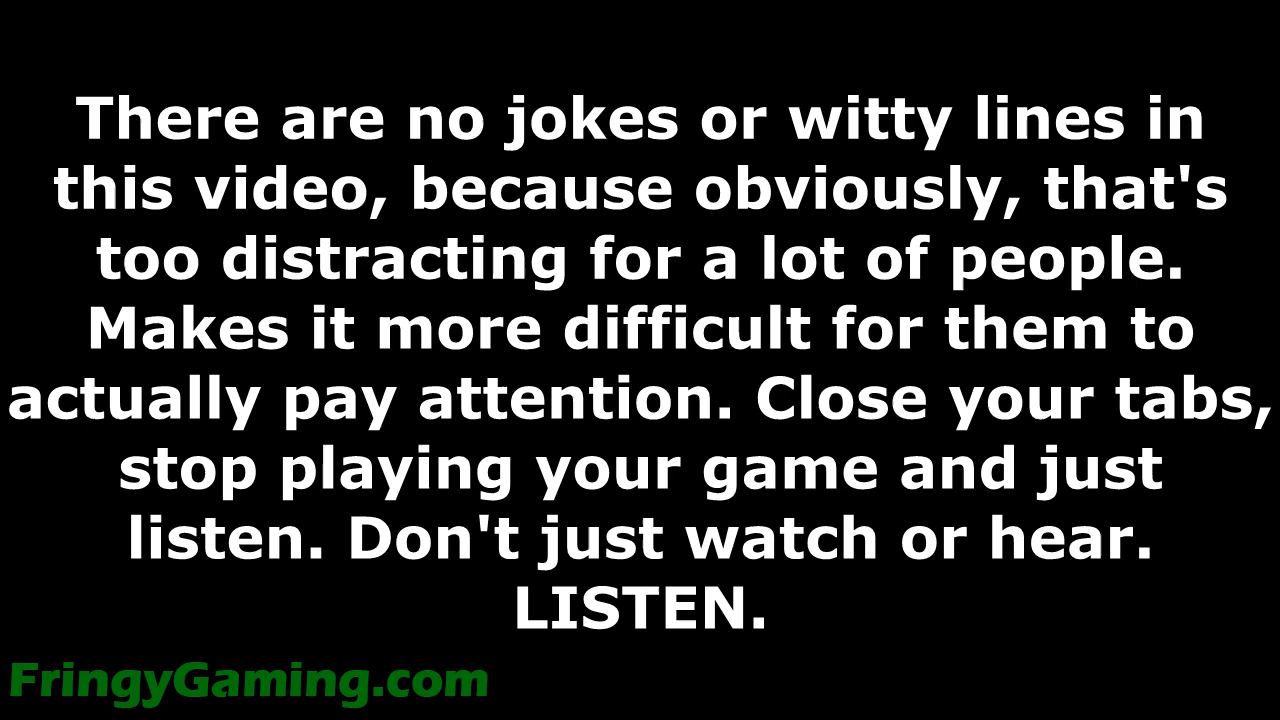 There are no jokes or witty lines in
this video, because obviously, that's
too distracting for a lot of people.
Makes it more difficult for them to
actually pay attention. Close your tabs,
stop playing your game and just
listen. Don't just watch or hear.
LISTEN.
FringyGaming.com